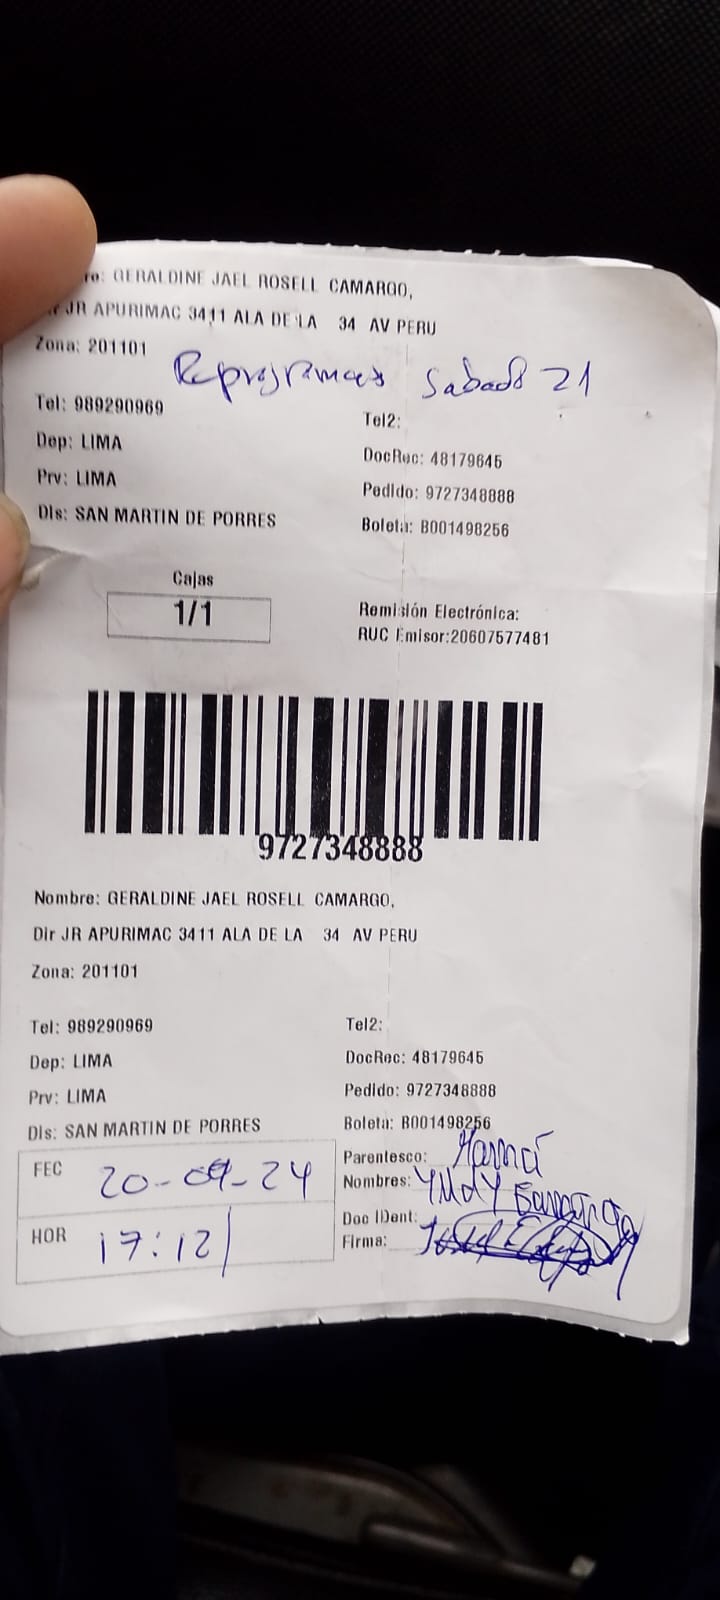 re: GERALDINE JAEL ROSELL CAMARGO,
JR APURIMAC 3411 ALA DE LA 34 AV PERU
Zona: 201101
Reprogramar Sabado 21
Tel: 989290969
Tel2:
Dep: LIMA
DocRec: 48179645
Prv: LIMA
Pedido: 9727348888
Dis: SAN MARTIN DE PORRES
Boleta: B001498256
Cajas
1/1
Remisión Electrónica:
RUC Emisor:20607577481
9727348888
Nombre: GERALDINE JAEL ROSELL CAMARGO,
Dir JR APURIMAC 3411 ALA DE LA 34 AV PERU
Zona: 201101
Tel: 989290969
Tel2:
Dep: LIMA
DocRec: 48179645
Prv: LIMA
Pedido: 9727348888
Dis: SAN MARTIN DE PORRES
Boleta: B001498256
FEC 20-09-24
Parentesco: Mamá
Nombres:
HOR 17:12
Doc IDent:
Firma: